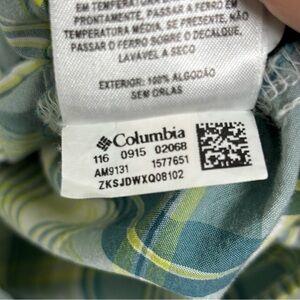 EM TEMPERATURA
PRONTAMENTE, PASSAR A FERRO EM
TEMPERATURA MÉDIA, SE PRESENTE, NÃO
PASSAR O FERRO SOBRE O DECALQUE,
LAVAR A SECO
EXTERIOR: 100% ALGODÃO
SEM ORLAS
Columbia
116 0915 02068
AM9131 1577651
ZKSJDWXQ08102